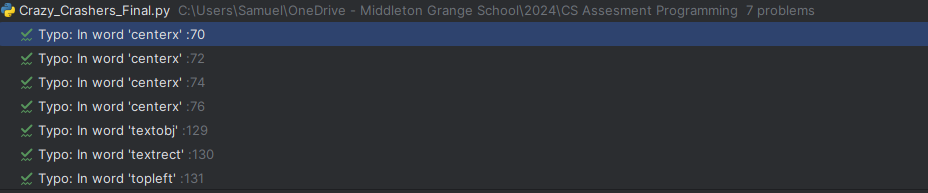 Crazy_Crashers_Final.py C:\Users\Samuel\OneDrive - Middleton Grange School\2024\CS Assesment Programming 7 problems
Typo: In word 'centerx' :70
Typo: In word 'centerx' :72
Typo: In word 'centerx' :74
Typo: In word 'centerx' :76
Typo: In word 'textobj' :129
Typo: In word 'textrect' :130
Typo: In word 'topleft' :131